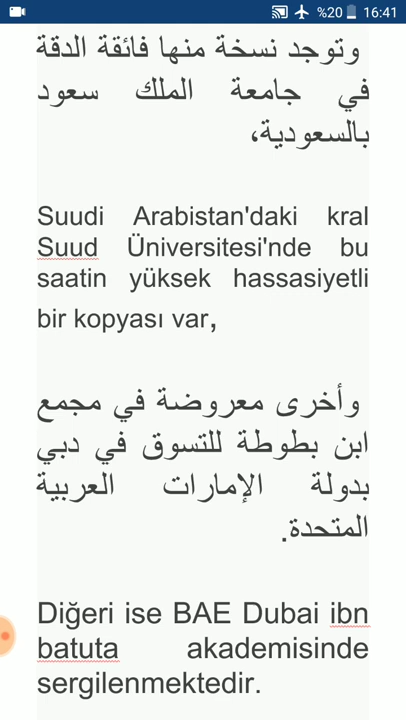 %20 16:41
وتوجد نسخة منها فائقة الدقة
في جامعة الملك سعود
بالسعودية،
Suudi Arabistan'daki kral
Suud Üniversitesi'nde bu
saatin yüksek hassasiyetli
bir kopyası var,
وأخرى معروضة في مجمع
ابن بطوطة للتسوق في دبي
بدولة الإمارات العربية
المتحدة.
Diğeri ise BAE Dubai ibn
batuta akademisinde
sergilenmektedir.